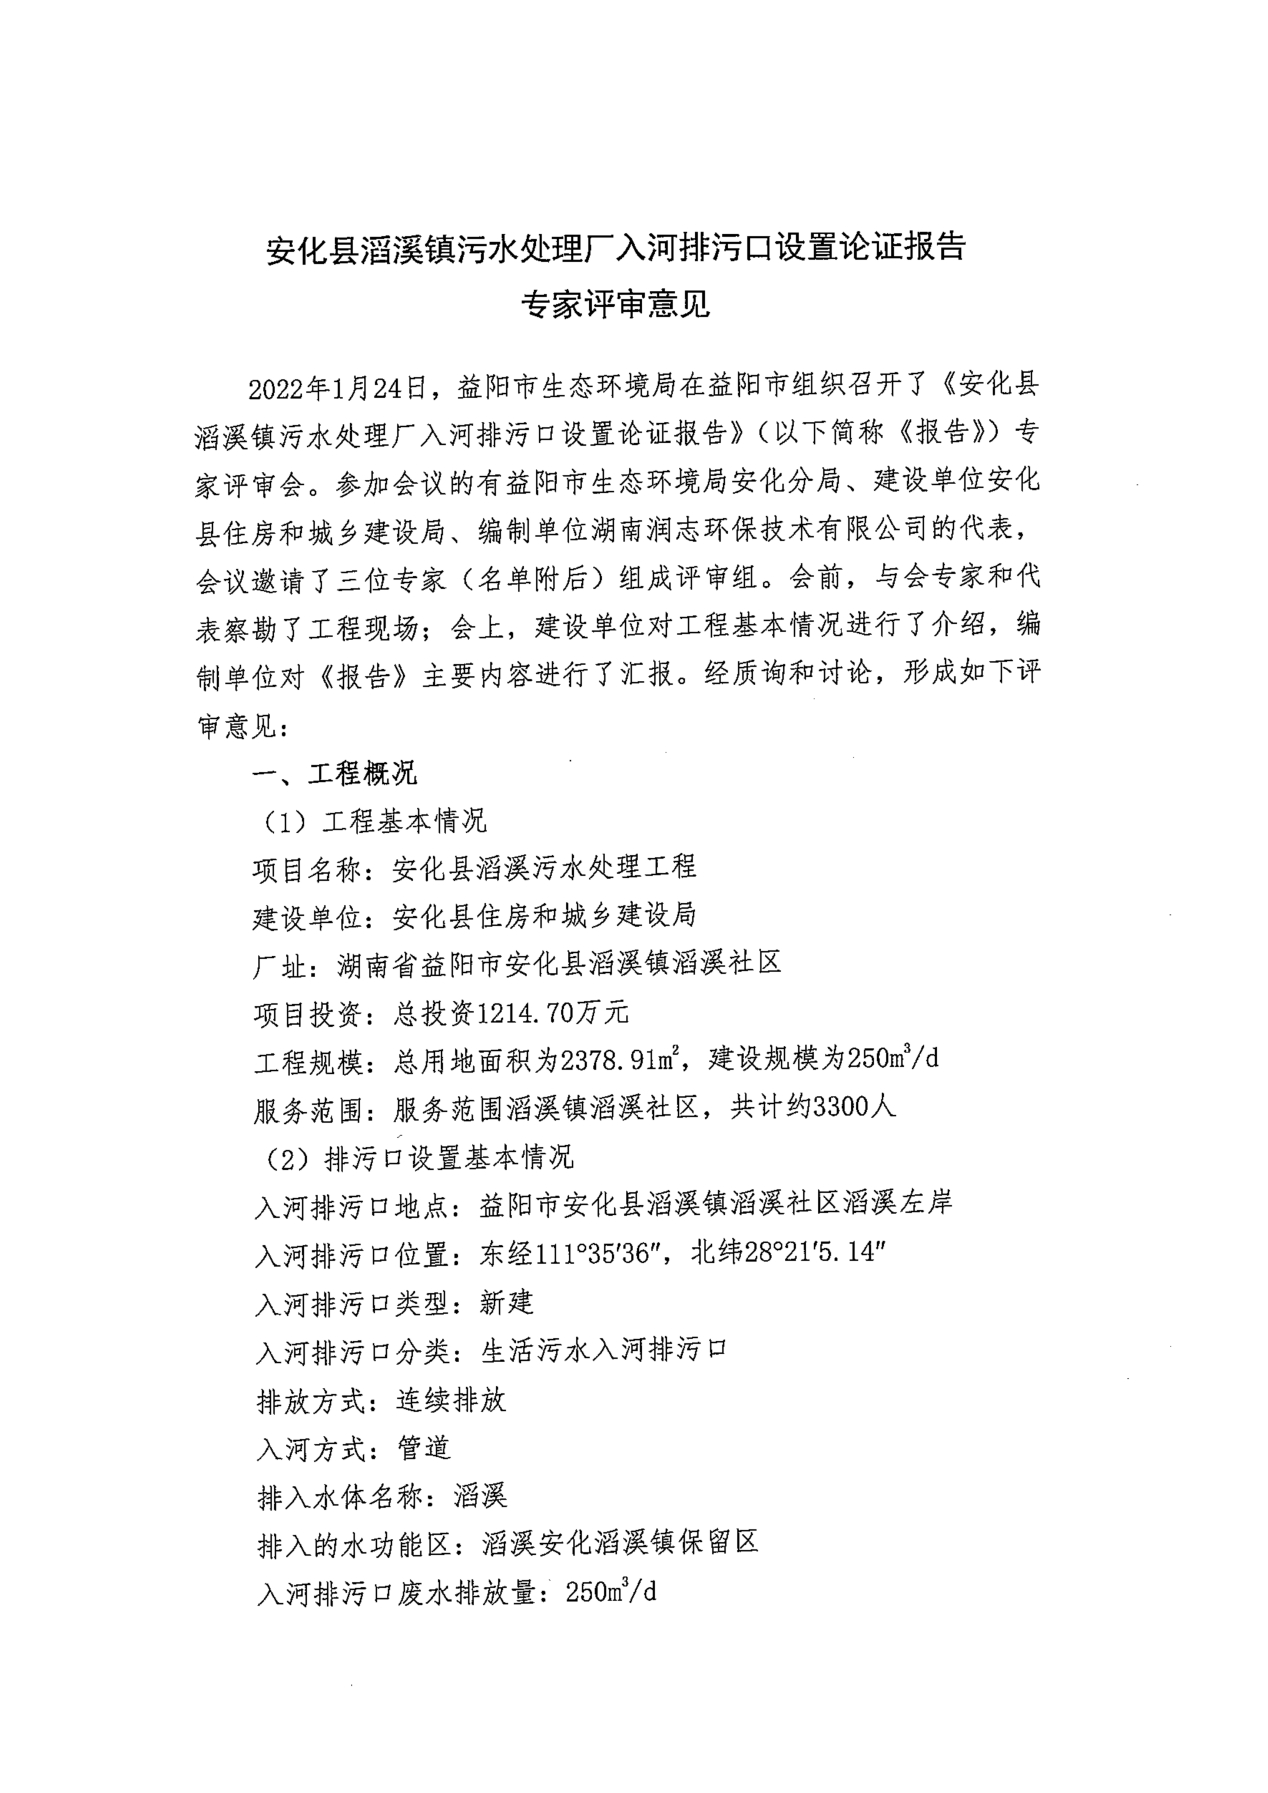 安化县滔溪镇污水处理厂入河排污口设置论证报告
专家评审意见
2022年1月24日，益阳市生态环境局在益阳市组织召开了《安化县
滔溪镇污水处理厂入河排污口设置论证报告》（以下简称《报告》）专
家评审会。参加会议的有益阳市生态环境局安化分局、建设单位安化
县住房和城乡建设局、编制单位湖南润志环保技术有限公司的代表，
会议邀请了三位专家（名单附后）组成评审组。会前，与会专家和代
表察勘了工程现场；会上，建设单位对工程基本情况进行了介绍，编
制单位对《报告》主要内容进行了汇报。经质询和讨论，形成如下评
审意见：
一、工程概况
（1）工程基本情况
项目名称：安化县滔溪污水处理工程
建设单位：安化县住房和城乡建设局
厂址：湖南省益阳市安化县滔溪镇滔溪社区
项目投资：总投资1214.70万元
工程规模：总用地面积为2378.91m²，建设规模为250m³/d
服务范围：服务范围滔溪镇滔溪社区，共计约3300人
（2）排污口设置基本情况
入河排污口地点：益阳市安化县滔溪镇滔溪社区滔溪左岸
入河排污口位置：东经111°35′36″，北纬28°21′5.14″
入河排污口类型：新建
入河排污口分类：生活污水入河排污口
排放方式：连续排放
入河方式：管道
排入水体名称：滔溪
排入的水功能区：滔溪安化滔溪镇保留区
入河排污口废水排放量：250m³/d